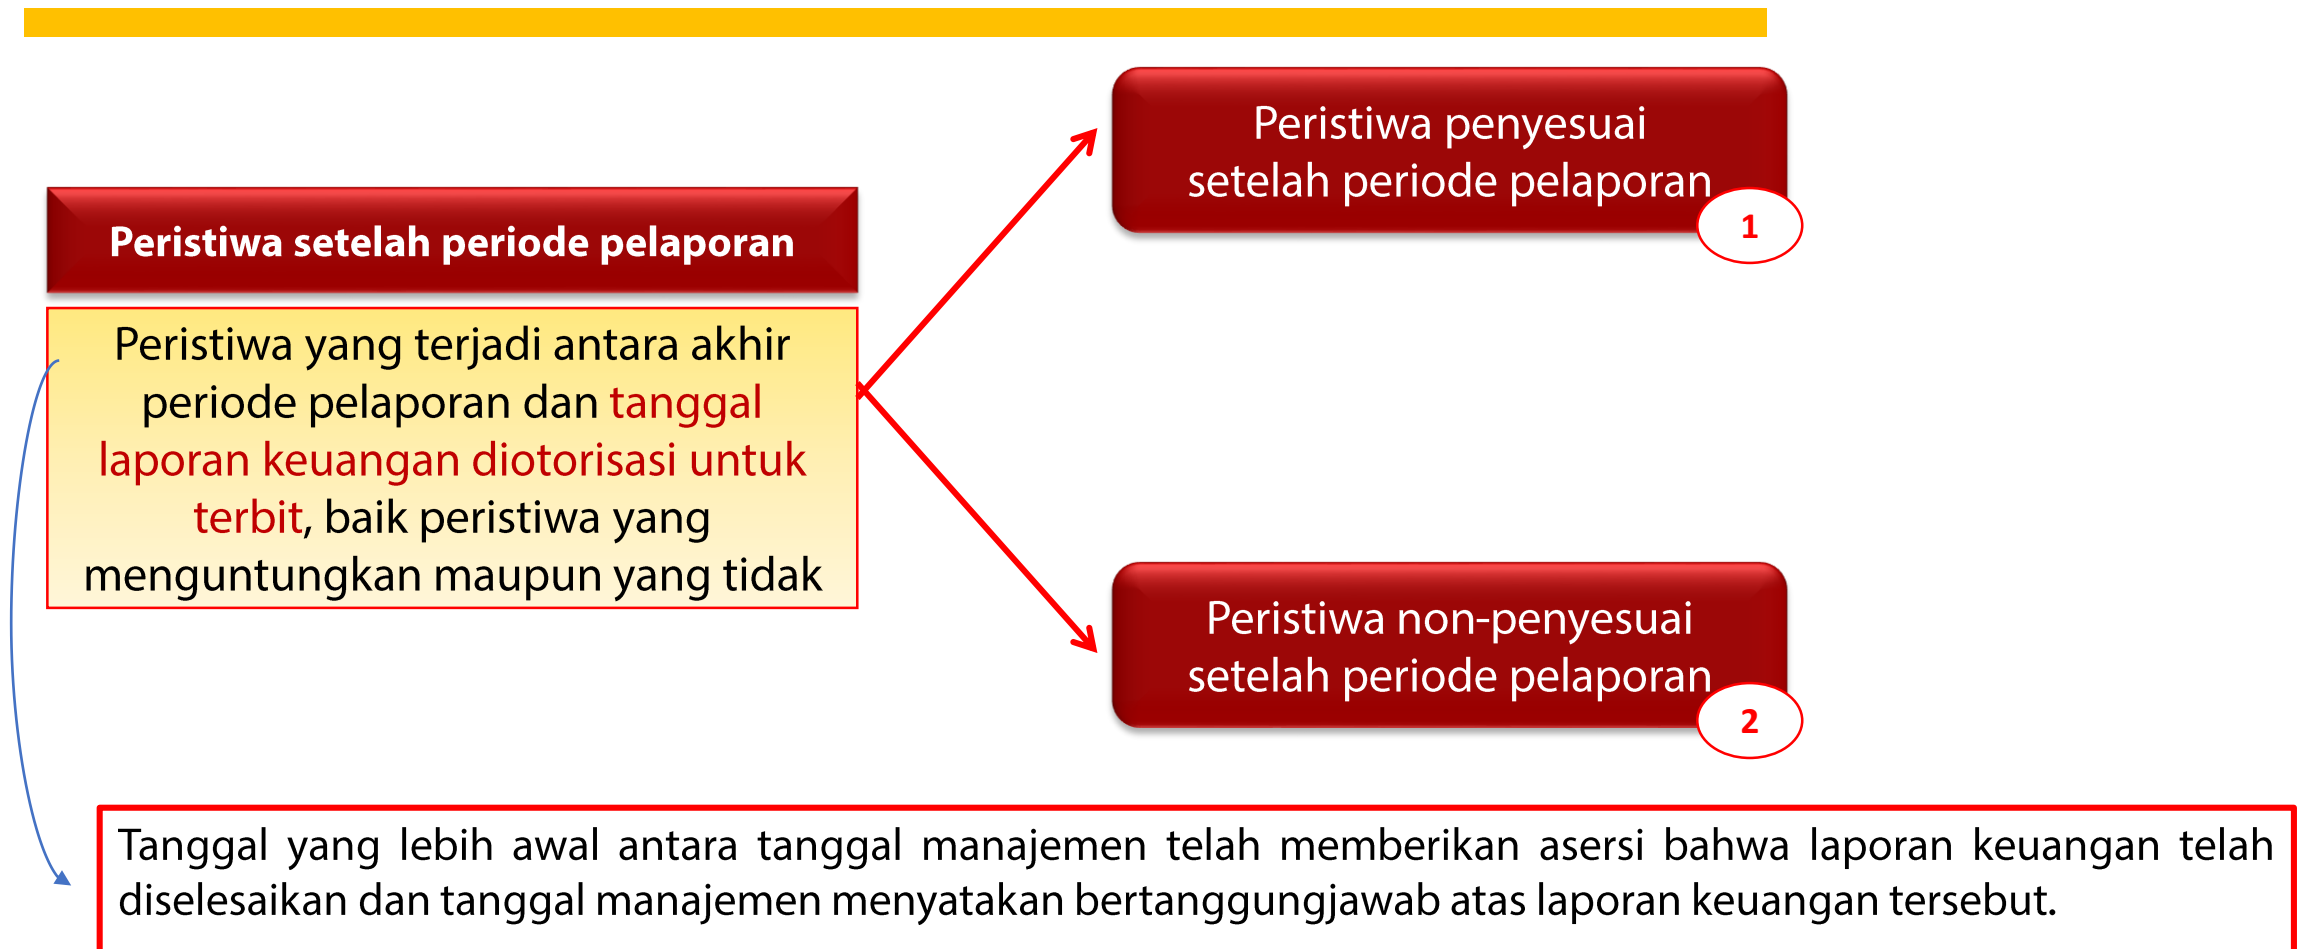 Peristiwa setelah periode pelaporan
Peristiwa yang terjadi antara akhir
periode pelaporan dan tanggal
laporan keuangan diotorisasi untuk
terbit, baik peristiwa yang
menguntungkan maupun yang tidak
Peristiwa penyesuai
setelah periode pelaporan
1
Peristiwa non-penyesuai
setelah periode pelaporan
2
Tanggal yang lebih awal antara tanggal manajemen telah memberikan asersi bahwa laporan keuangan telah
diselesaikan dan tanggal manajemen menyatakan bertanggungjawab atas laporan keuangan tersebut.